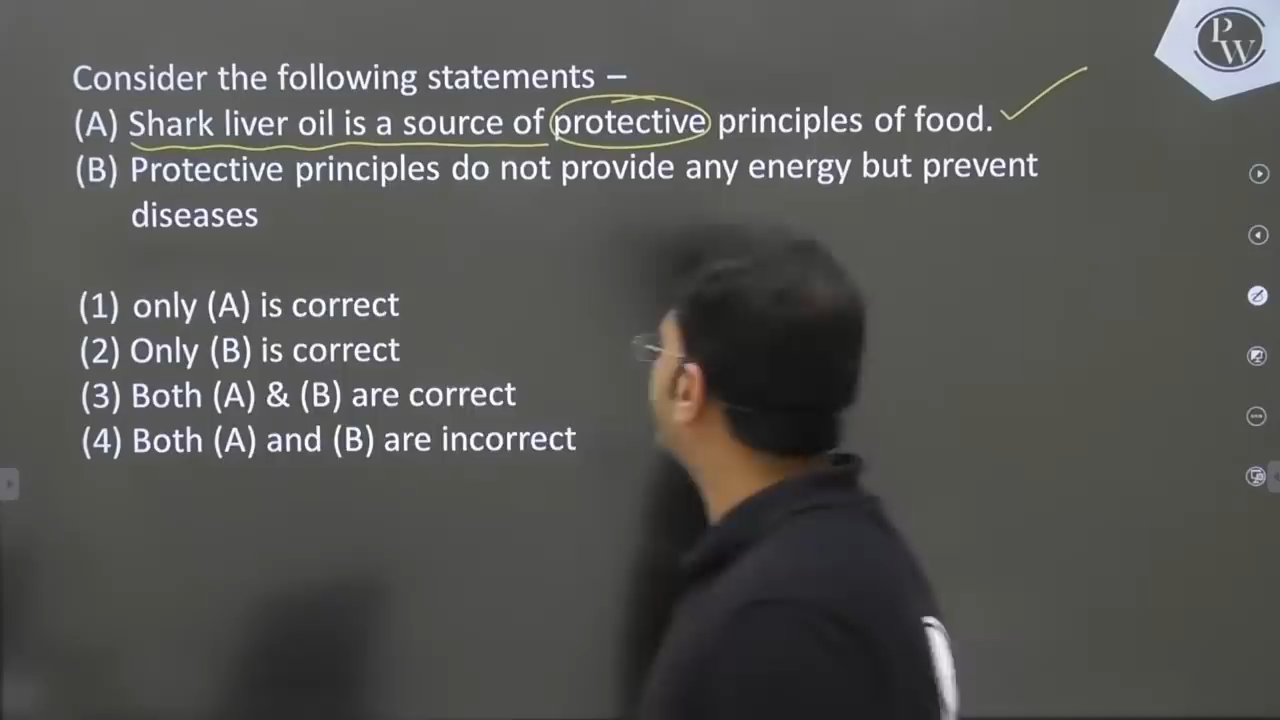 PW
Consider the following statements –
(A) Shark liver oil is a source of protective principles of food.
(B) Protective principles do not provide any energy but prevent
diseases
(1) only (A) is correct
(2) Only (B) is correct
(3) Both (A) & (B) are correct
(4) Both (A) and (B) are incorrect